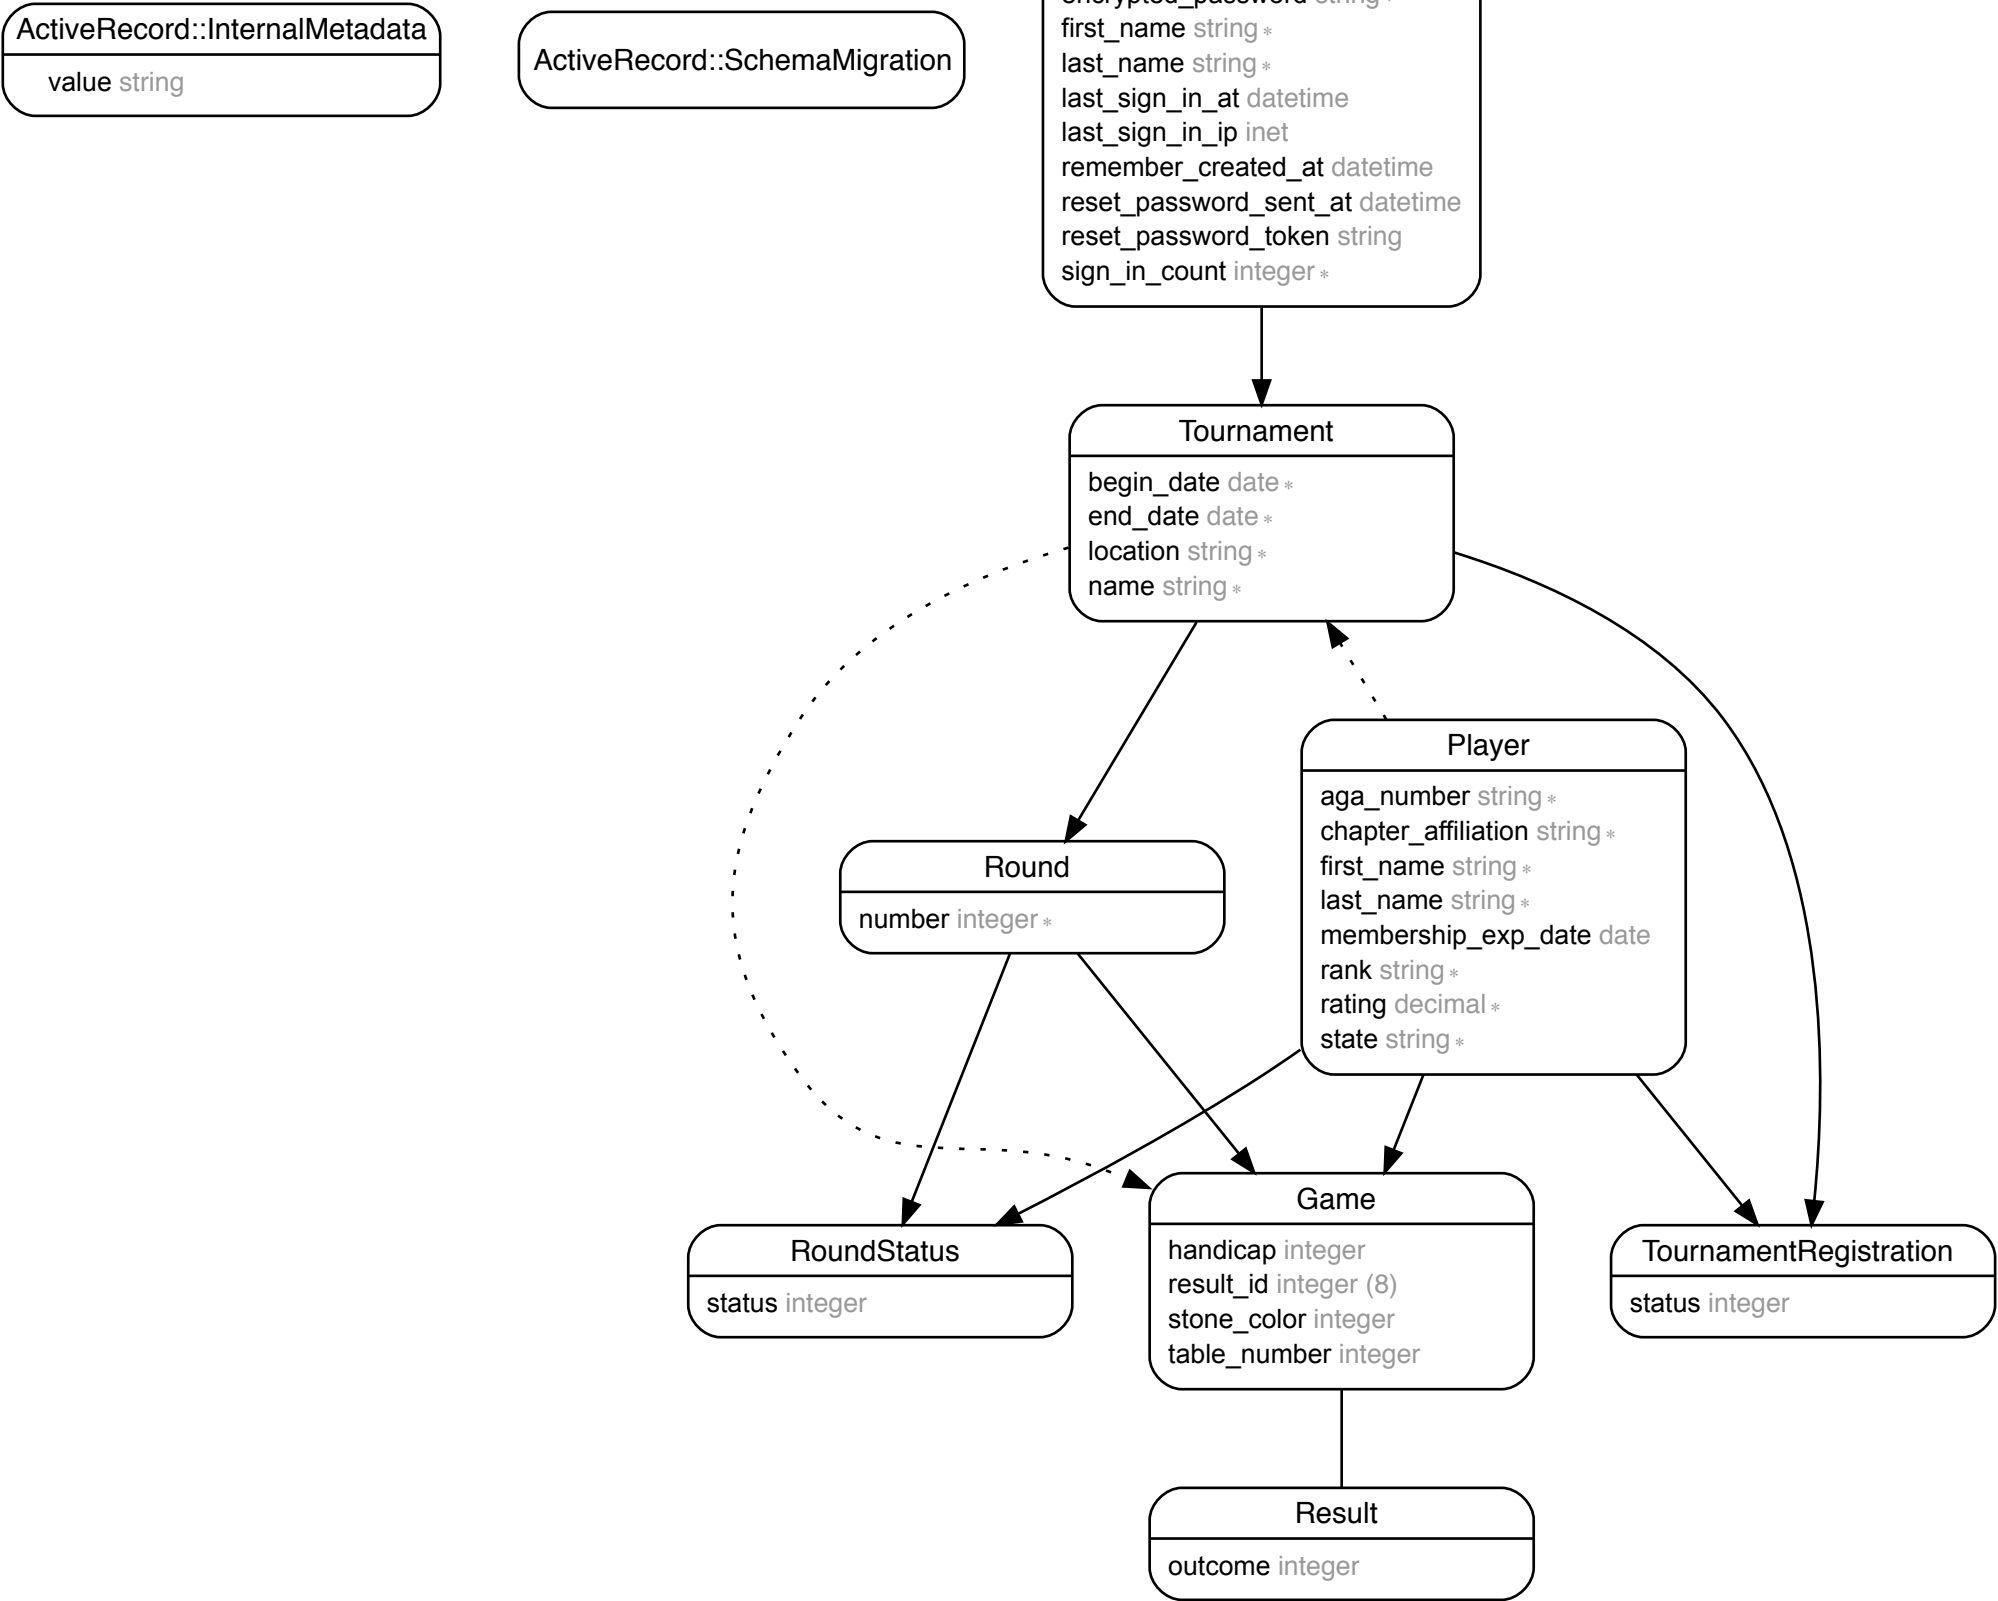 ActiveRecord::InternalMetadata
value string
ActiveRecord::SchemaMigration
encrypted_password string *
first_name string *
last_name string *
last_sign_in_at datetime
last_sign_in_ip inet
remember_created_at datetime
reset_password_sent_at datetime
reset_password_token string
sign_in_count integer *
Tournament
begin_date date *
end_date date *
location string *
name string *
Player
aga_number string *
chapter_affiliation string *
first_name string *
last_name string *
membership_exp_date date
rank string *
rating decimal *
state string *
Round
number integer *
RoundStatus
status integer
Game
handicap integer
result_id integer (8)
stone_color integer
table_number integer
TournamentRegistration
status integer
Result
outcome integer